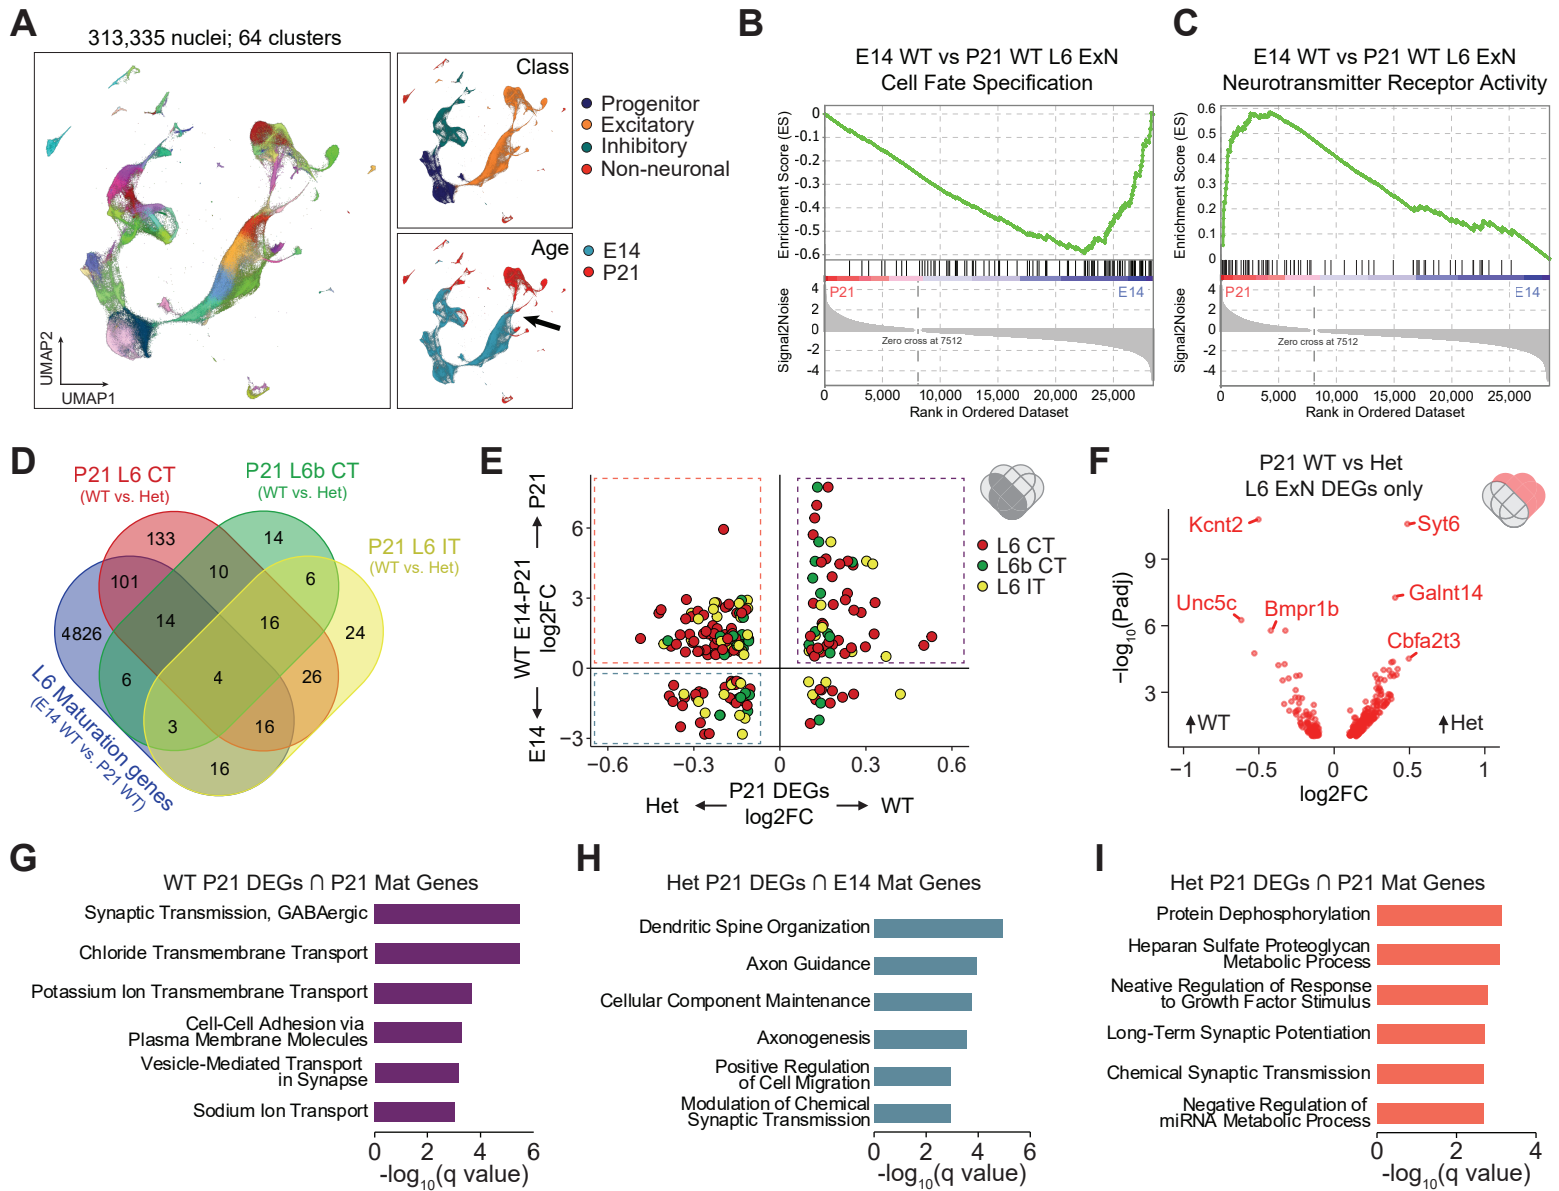 A
313,335 nuclei; 64 clusters
UMAP2
UMAP1
Class
Progenitor
Excitatory
Inhibitory
Non-neuronal
Age
E14
P21
B
E14 WT vs P21 WT L6 ExN
Cell Fate Specification
Enrichment Score (ES)
0
-0.1
-0.2
-0.3
-0.4
-0.5
-0.6
P21
E14
Signal2Noise
4
2
0
-2
-4
Zero cross at 7512
0
5,000
10,000
15,000
20,000
25,000
Rank in Ordered Dataset
C
E14 WT vs P21 WT L6 ExN
Neurotransmitter Receptor Activity
Enrichment Score (ES)
0.6
0.5
0.4
0.3
0.2
0.1
0
P21
E14
Signal2Noise
4
2
0
-2
-4
Zero cross at 7512
0
5,000
10,000
15,000
20,000
25,000
Rank in Ordered Dataset
D
P21 L6 CT
(WT vs. Het)
P21 L6b CT
(WT vs. Het)
P21 L6 IT
(WT vs. Het)
L6 Maturation genes
(E14 WT vs. P21 WT)
133
14
101
10
6
4826
14
16
24
6
4
26
3
16
16
E
WT E14-P21
log2FC
P21
E14
6
3
0
−3
−0.6
−0.3
0
0.3
0.6
Het
P21 DEGs
log2FC
WT
L6 CT
L6b CT
L6 IT
F
P21 WT vs Het
L6 ExN DEGs only
Kcnt2
Syt6
Unc5c
Bmpr1b
Galnt14
Cbfa2t3
−log10(Padj)
9
6
3
WT
Het
−1
−0.5
0
0.5
1
log2FC
G
WT P21 DEGs ∩ P21 Mat Genes
Synaptic Transmission, GABAergic
Chloride Transmembrane Transport
Potassium Ion Transmembrane Transport
Cell-Cell Adhesion via
Plasma Membrane Molecules
Vesicle-Mediated Transport
in Synapse
Sodium Ion Transport
0
2
4
6
-log10(q value)
H
Het P21 DEGs ∩ E14 Mat Genes
Dendritic Spine Organization
Axon Guidance
Cellular Component Maintenance
Axonogenesis
Positive Regulation
of Cell Migration
Modulation of Chemical
Synaptic Transmission
0
2
4
6
-log10(q value)
I
Het P21 DEGs ∩ P21 Mat Genes
Protein Dephosphorylation
Heparan Sulfate Proteoglycan
Metabolic Process
Neative Regulation of Response
to Growth Factor Stimulus
Long-Term Synaptic Potentiation
Chemical Synaptic Transmission
Negative Regulation of
miRNA Metabolic Process
0
2
4
-log10(q value)